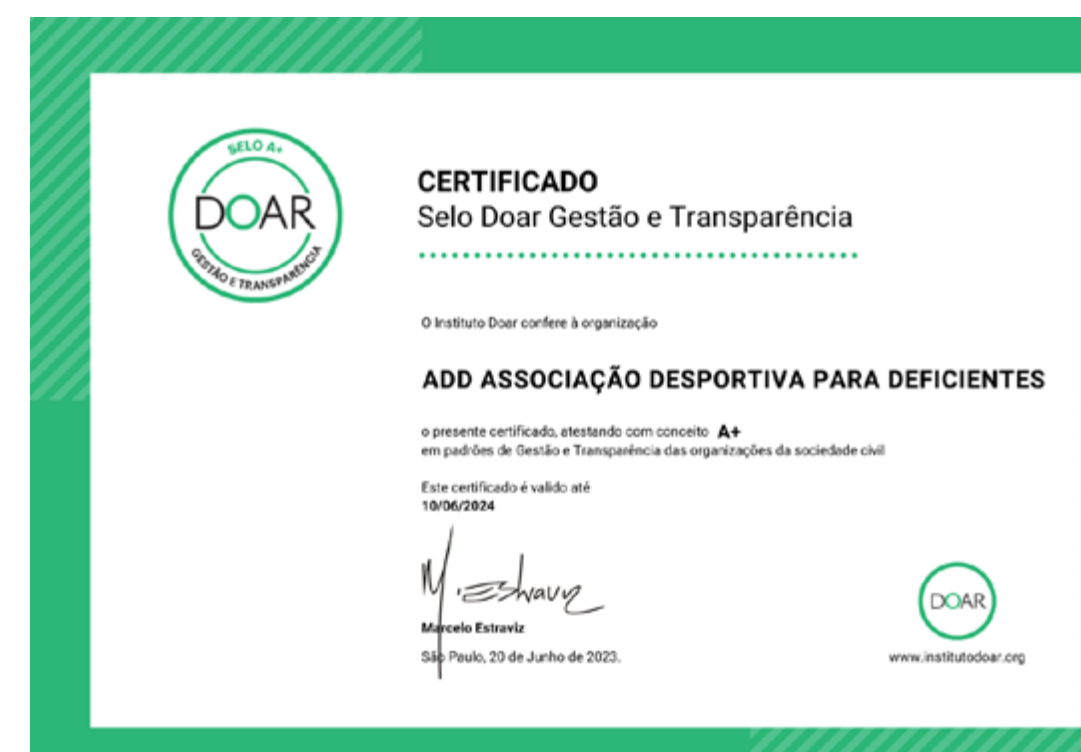 SELO A+
DOAR
GESTÃO E TRANSPARÊNCIA
CERTIFICADO
Selo Doar Gestão e Transparência
O Instituto Doar confere à organização
ADD ASSOCIAÇÃO DESPORTIVA PARA DEFICIENTES
o presente certificado, atestando com conceito A+
em padrões de Gestão e Transparência das organizações da sociedade civil
Este certificado é valido até
10/06/2024
M. Estraviz
Marcelo Estraviz
São Paulo, 20 de Junho de 2023.
DOAR
www.institutodoar.org